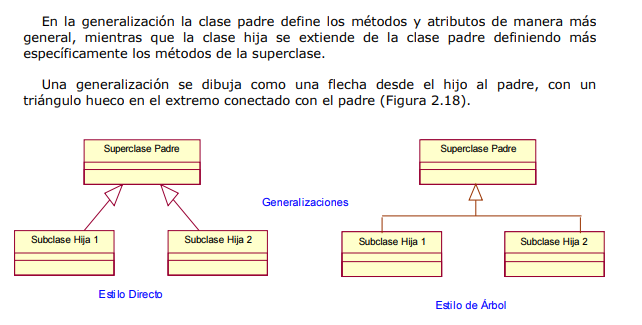 En la generalización la clase padre define los métodos y atributos de manera más
general, mientras que la clase hija se extiende de la clase padre definiendo más
específicamente los métodos de la superclase.
Una generalización se dibuja como una flecha desde el hijo al padre, con un
triángulo hueco en el extremo conectado con el padre (Figura 2.18).
Superclase Padre
Superclase Padre
Generalizaciones
Subclase Hija 1
Subclase Hija 2
Subclase Hija 1
Subclase Hija 2
Estilo Directo
Estilo de Árbol